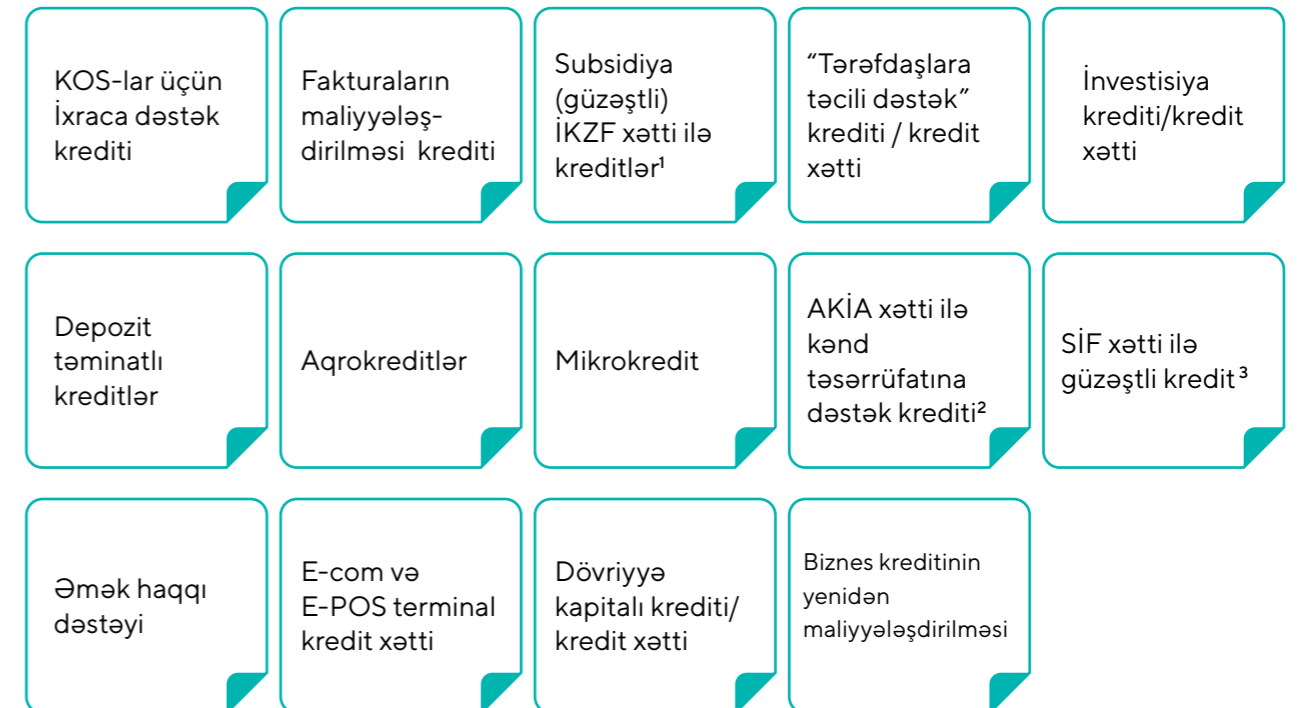 KOS-lar üçün
İxraca dəstək
krediti
Fakturaların
maliyyələş-
dirilməsi krediti
Subsidiya
(güzəştli)
İKZF xətti ilə
kreditlər¹
“Tərəfdaşlara
təcili dəstək”
krediti / kredit
xətti
İnvestisiya
krediti/kredit
xətti
Depozit
təminatlı
kreditlər
Aqrokreditlər
Mikrokredit
AKİA xətti ilə
kənd
təsərrüfatına
dəstək krediti²
SİF xətti ilə
güzəştli kredit³
Əmək haqqı
dəstəyi
E-com və
E-POS terminal
kredit xətti
Dövriyyə
kapitalı krediti/
kredit xətti
Biznes kreditinin
yenidən
maliyyələşdirilməsi